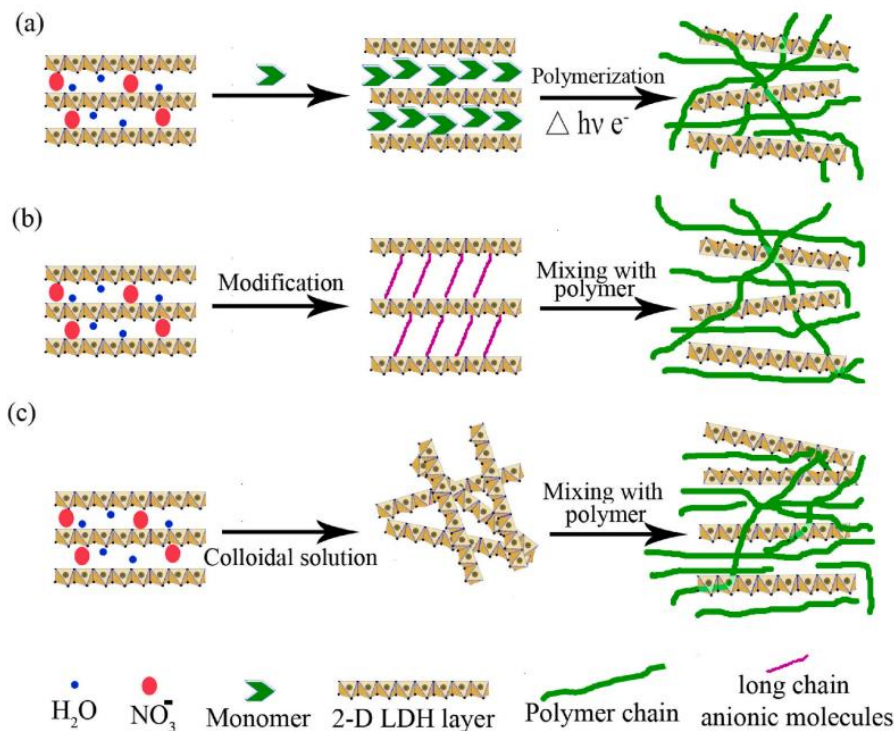 (a)
Polymerization
△ hν e⁻
(b)
Modification
Mixing with
polymer
(c)
Colloidal solution
Mixing with
polymer
H₂O
NO₃⁻
Monomer
2-D LDH layer
Polymer chain
long chain
anionic molecules